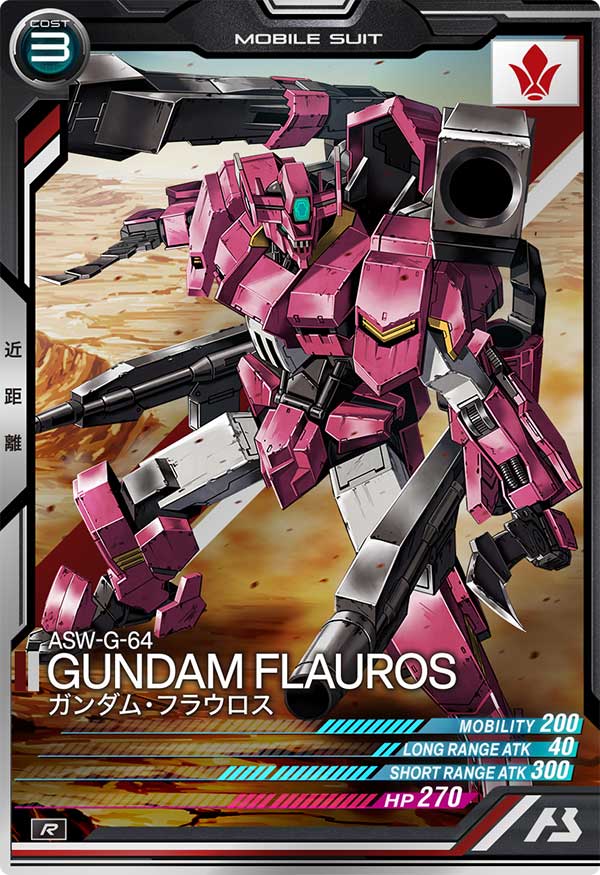 COST
3
MOBILE SUIT
近距離
ASW-G-64
GUNDAM FLAUROS
ガンダム・フラウロス
MOBILITY 200
LONG RANGE ATK 40
SHORT RANGE ATK 300
HP 270
R